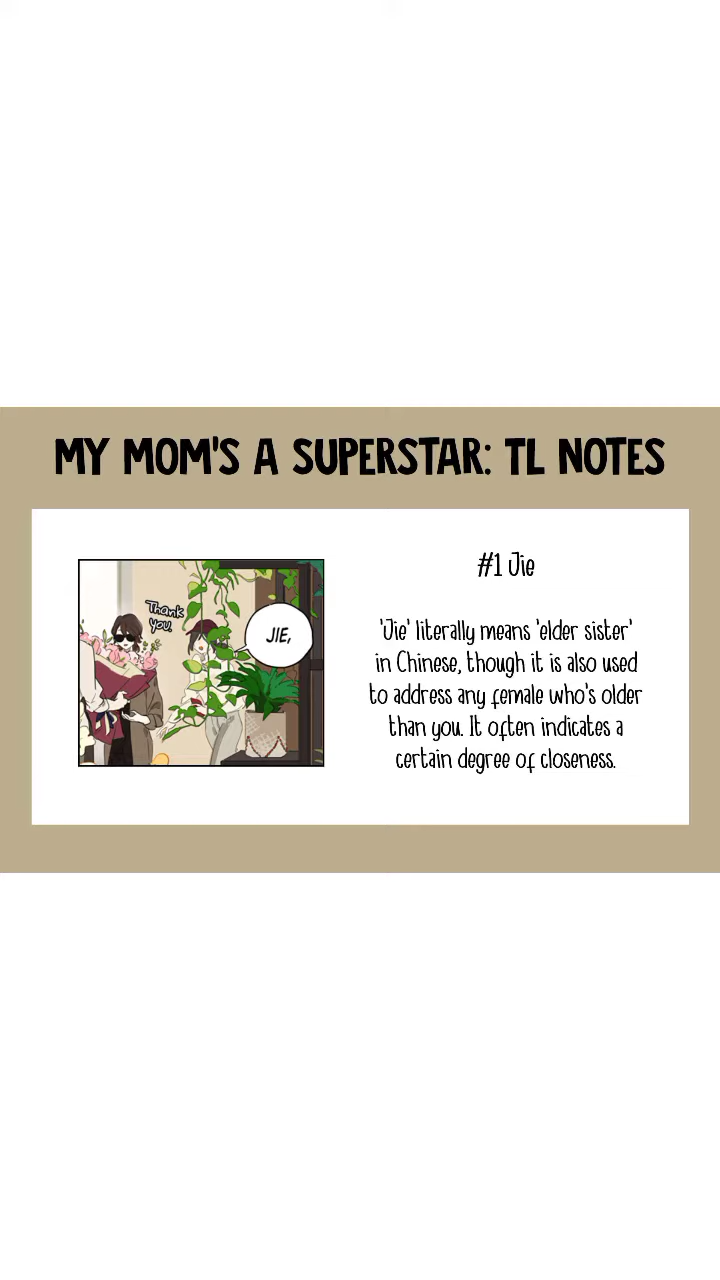 MY MOM'S A SUPERSTAR: TL NOTES
Thank
you.
JIE,
#1 Jie
'Jie' literally means 'elder sister'
in Chinese, though it is also used
to address any female who's older
than you. It often indicates a
certain degree of closeness.